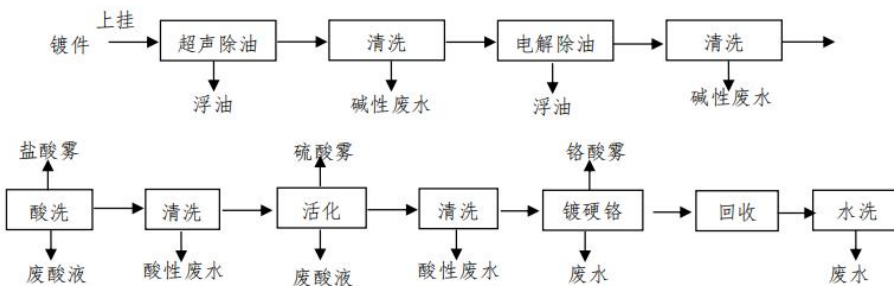 上挂
镀件 超声除油 清洗 电解除油 清洗
浮油 碱性废水 浮油 碱性废水
盐酸雾 硫酸雾 铬酸雾
酸洗 清洗 活化 清洗 镀硬铬 回收 水洗
废酸液 酸性废水 废酸液 酸性废水 废水 废水